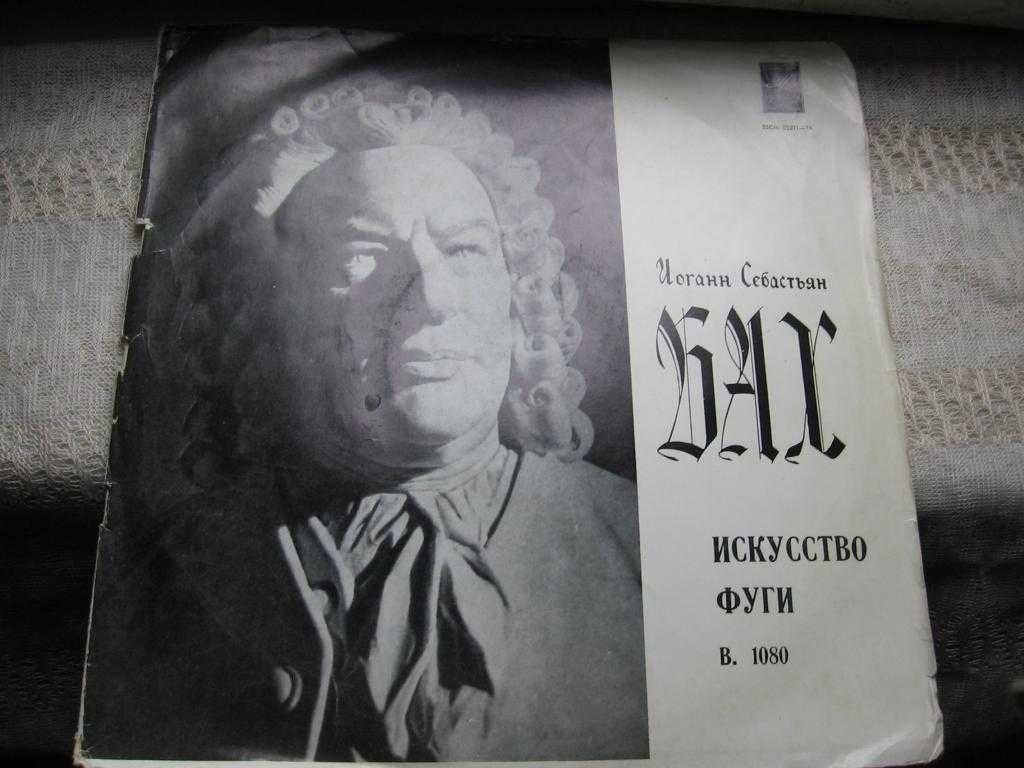 Иоганн Себастьян
БАХ
ИСКУССТВО
ФУГИ
В. 1080